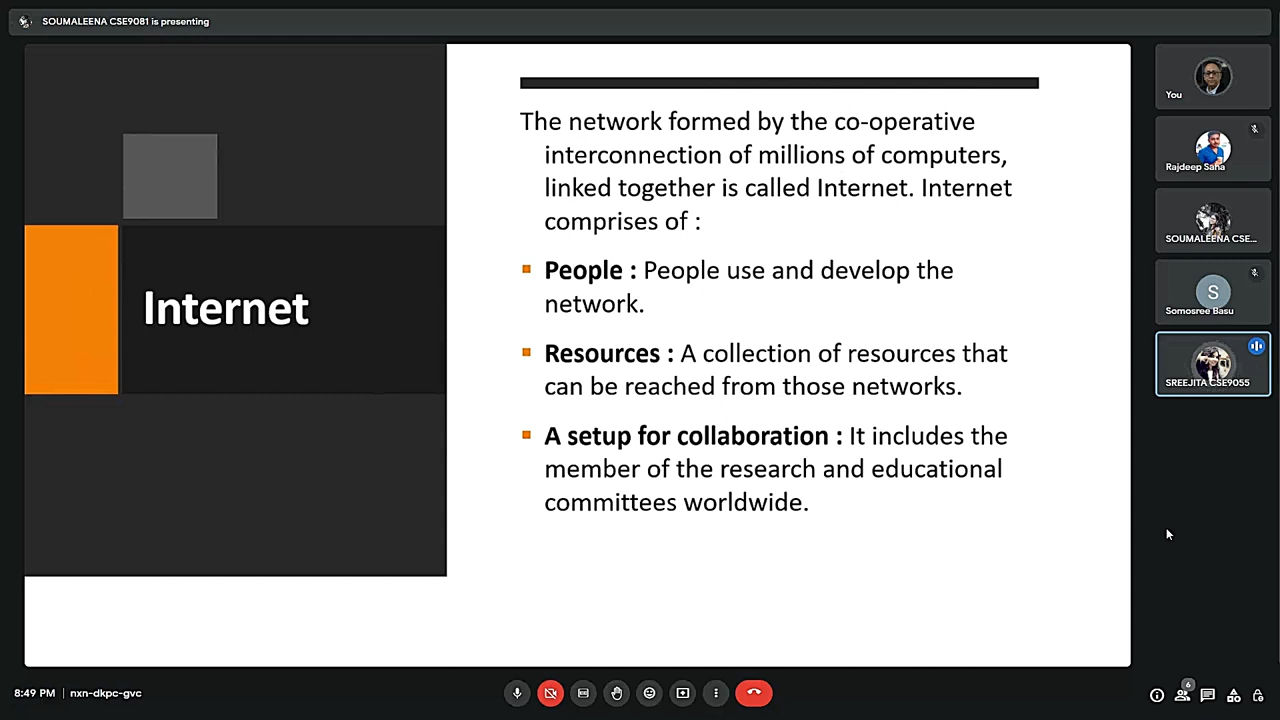 SOUMALEENA CSE9081 is presenting
Internet
The network formed by the co-operative
interconnection of millions of computers,
linked together is called Internet. Internet
comprises of :
People : People use and develop the
network.
Resources : A collection of resources that
can be reached from those networks.
A setup for collaboration : It includes the
member of the research and educational
committees worldwide.
You
Rajdeep Saha
SOUMALEENA CSE...
S
Somosree Basu
SREEJITA CSE9055
8:49 PM | nxn-dkpc-gvc
6